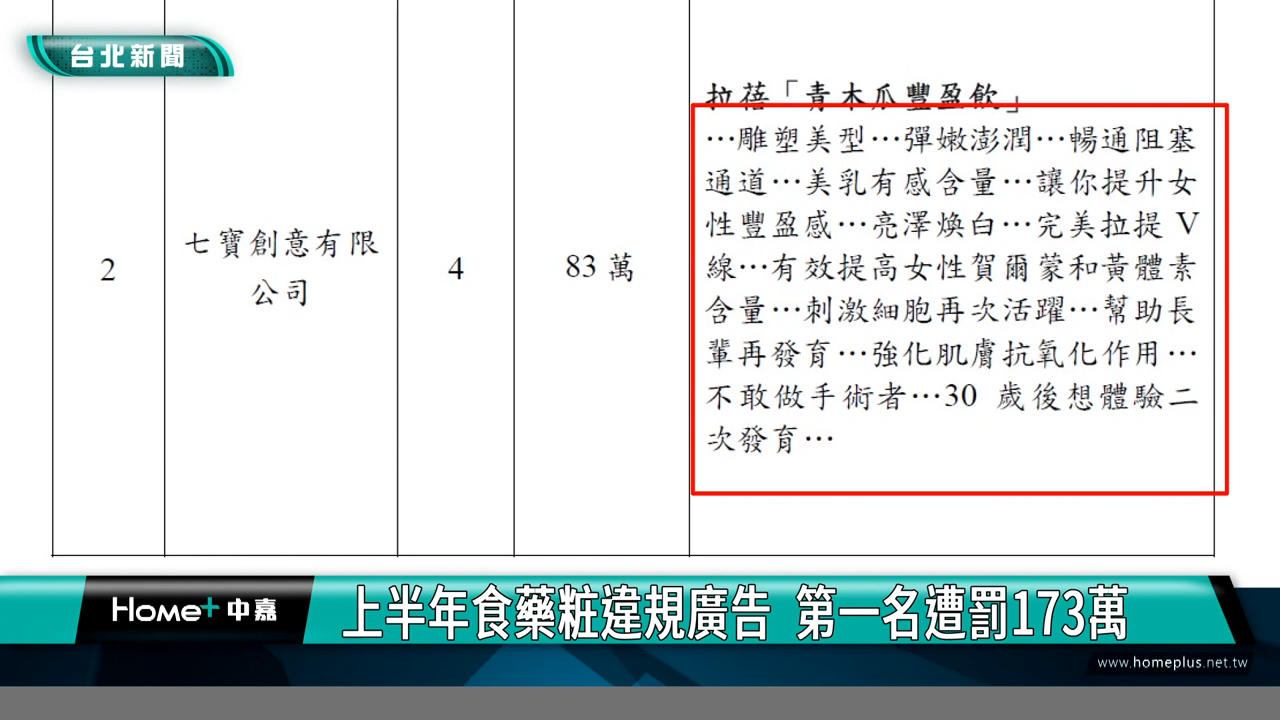 台北新聞
拉蓓「青木瓜豐盈飲」
…雕塑美型…彈嫩澎潤…暢通阻塞
通道…美乳有感含量…讓你提升女
性豐盈感…亮澤煥白…完美拉提 V
線…有效提高女性賀爾蒙和黃體素
含量…刺激細胞再次活躍…幫助長
輩再發育…強化肌膚抗氧化作用…
不敢做手術者…30 歲後想體驗二
次發育…
2
七寶創意有限
公司
4
83 萬
Home+中嘉
上半年食藥粧違規廣告 第一名遭罰173萬
www.homeplus.net.tw